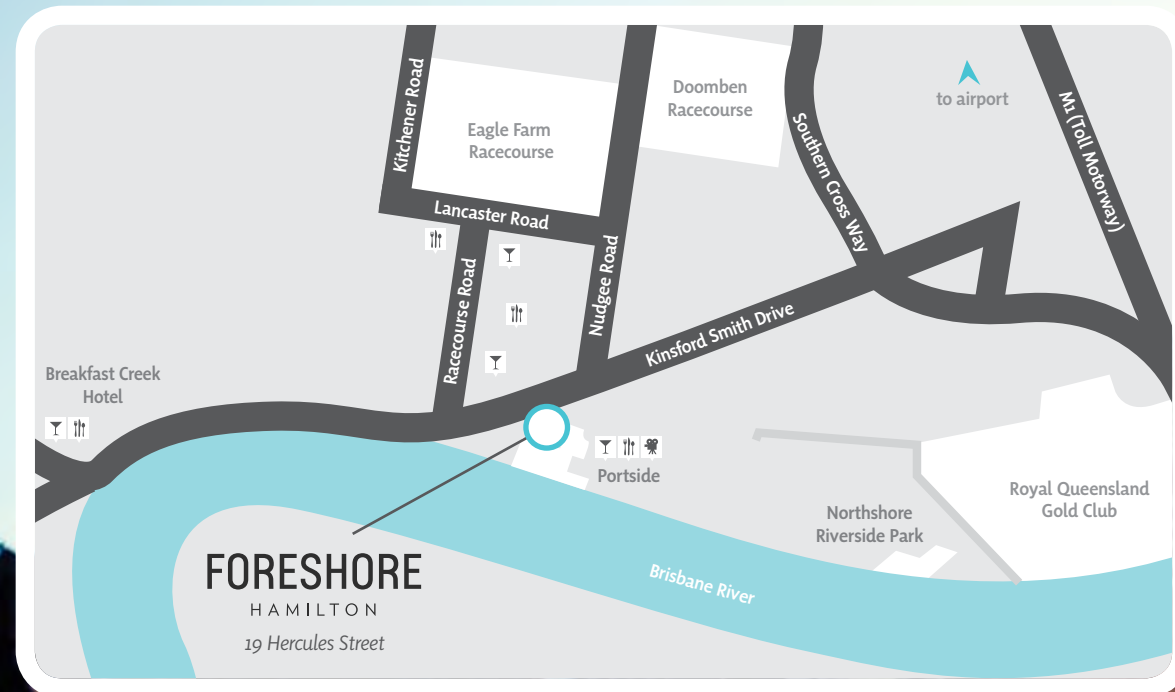 Kitchener Road
Eagle Farm
Racecourse
Doomben
Racecourse
Southern Cross Way
to airport
M1 (Toll Motorway)
Lancaster Road
Racecourse Road
Nudgee Road
Kinsford Smith Drive
Breakfast Creek
Hotel
Portside
Northshore
Riverside Park
Royal Queensland
Gold Club
Brisbane River
FORESHORE
HAMILTON
19 Hercules Street